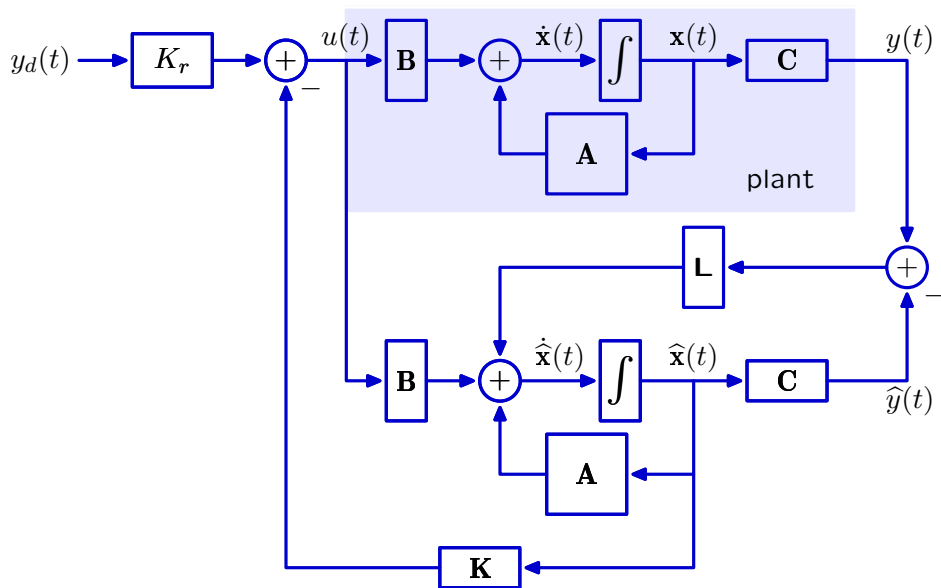 u(t) ẋ(t) x(t) y(t)
y_d(t) K_r + B + ∫ C
−
A
plant
L +
−
x̂̇(t) x̂(t)
B + ∫ C
ŷ(t)
A
K